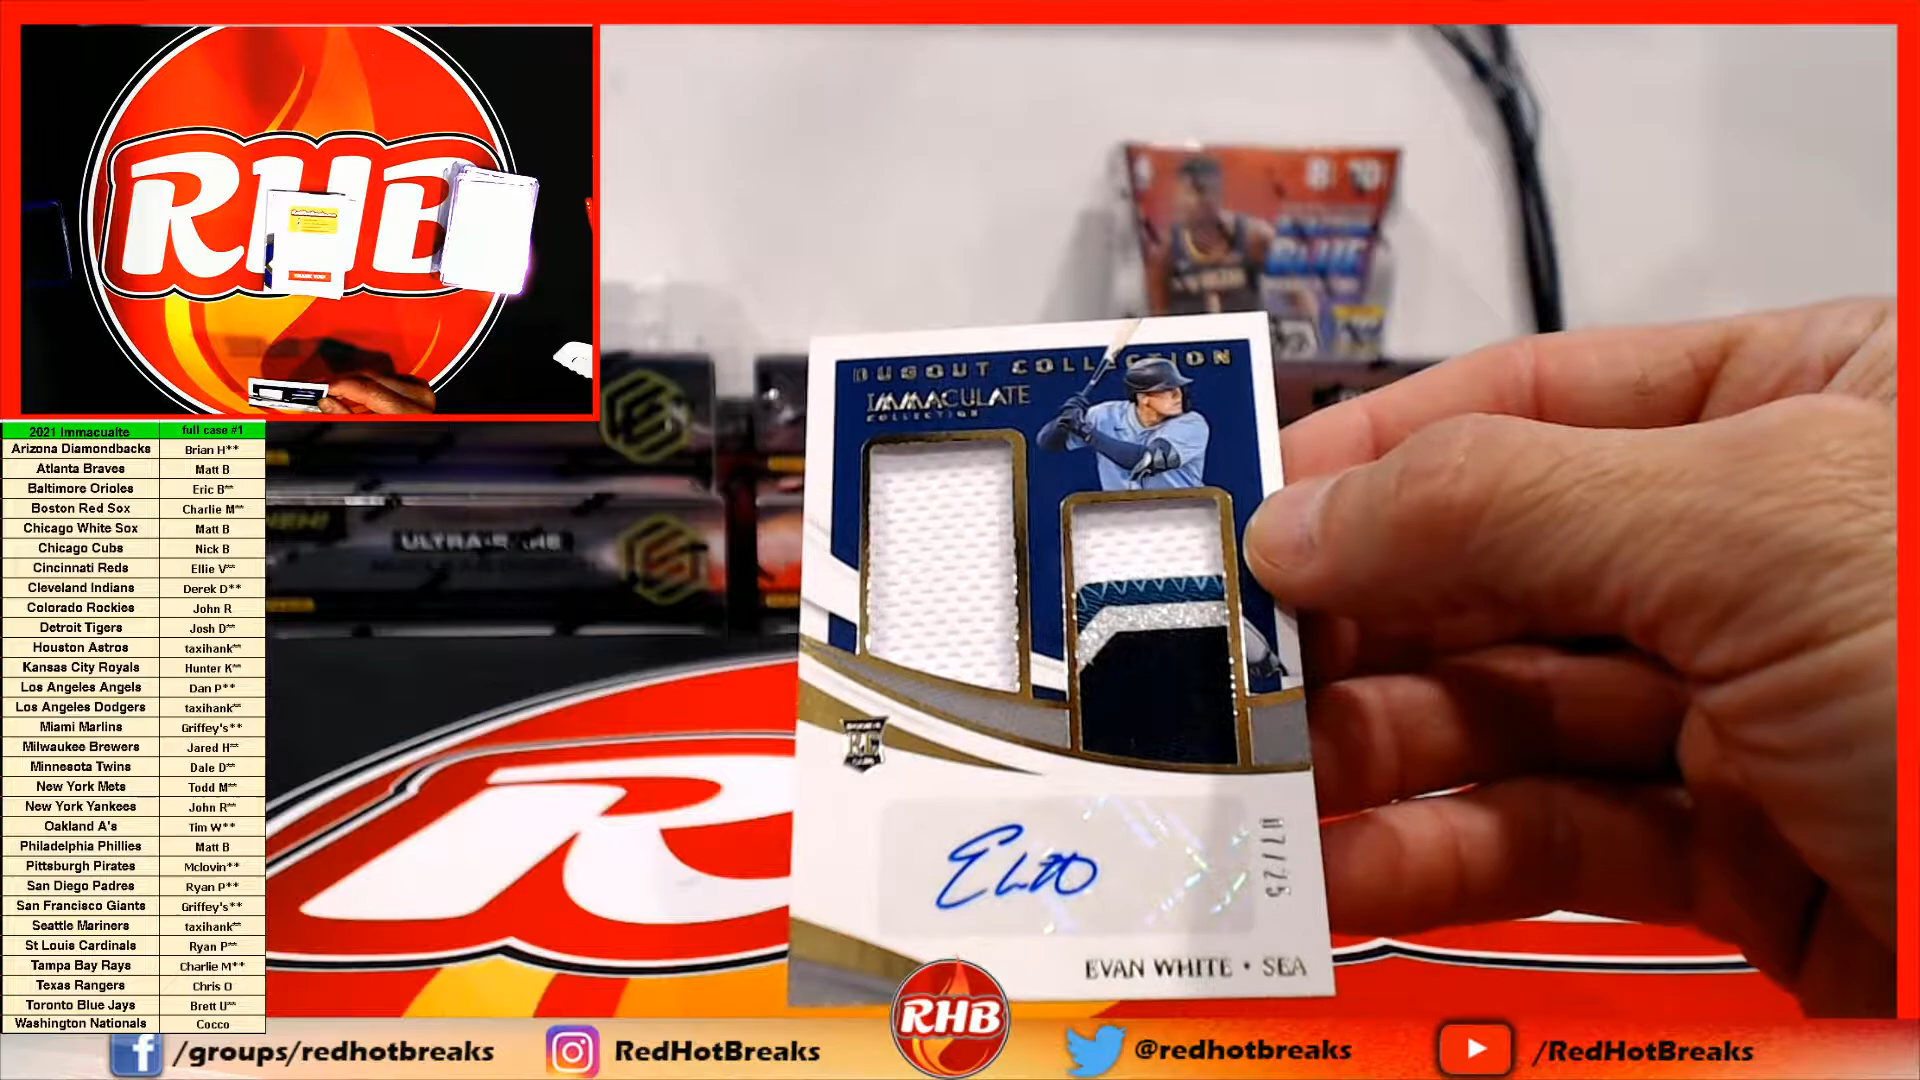 RHB
THANK YOU!
2021 Immacualte full case #1
Arizona Diamondbacks Brian H**
Atlanta Braves Matt B
Baltimore Orioles Eric B**
Boston Red Sox Charlie M**
Chicago White Sox Matt B
Chicago Cubs Nick B
Cincinnati Reds Ellie V**
Cleveland Indians Derek D**
Colorado Rockies John R
Detroit Tigers Josh D**
Houston Astros taxihank**
Kansas City Royals Hunter K**
Los Angeles Angels Dan P**
Los Angeles Dodgers taxihank**
Miami Marlins Griffey's**
Milwaukee Brewers Jared H**
Minnesota Twins Dale D**
New York Mets Todd M**
New York Yankees John R**
Oakland A's Tim W**
Philadelphia Phillies Matt B
Pittsburgh Pirates Mclovin**
San Diego Padres Ryan P**
San Francisco Giants Griffey's**
Seattle Mariners taxihank**
St Louis Cardinals Ryan P**
Tampa Bay Rays Charlie M**
Texas Rangers Chris O
Toronto Blue Jays Brett U**
Washington Nationals Cocco
BLUE
DUGOUT COLLECTION
IMMACULATE
COLLECTION
RC
07/25
EVAN WHITE • SEA
RHB
/groups/redhotbreaks
RedHotBreaks
@redhotbreaks
/RedHotBreaks